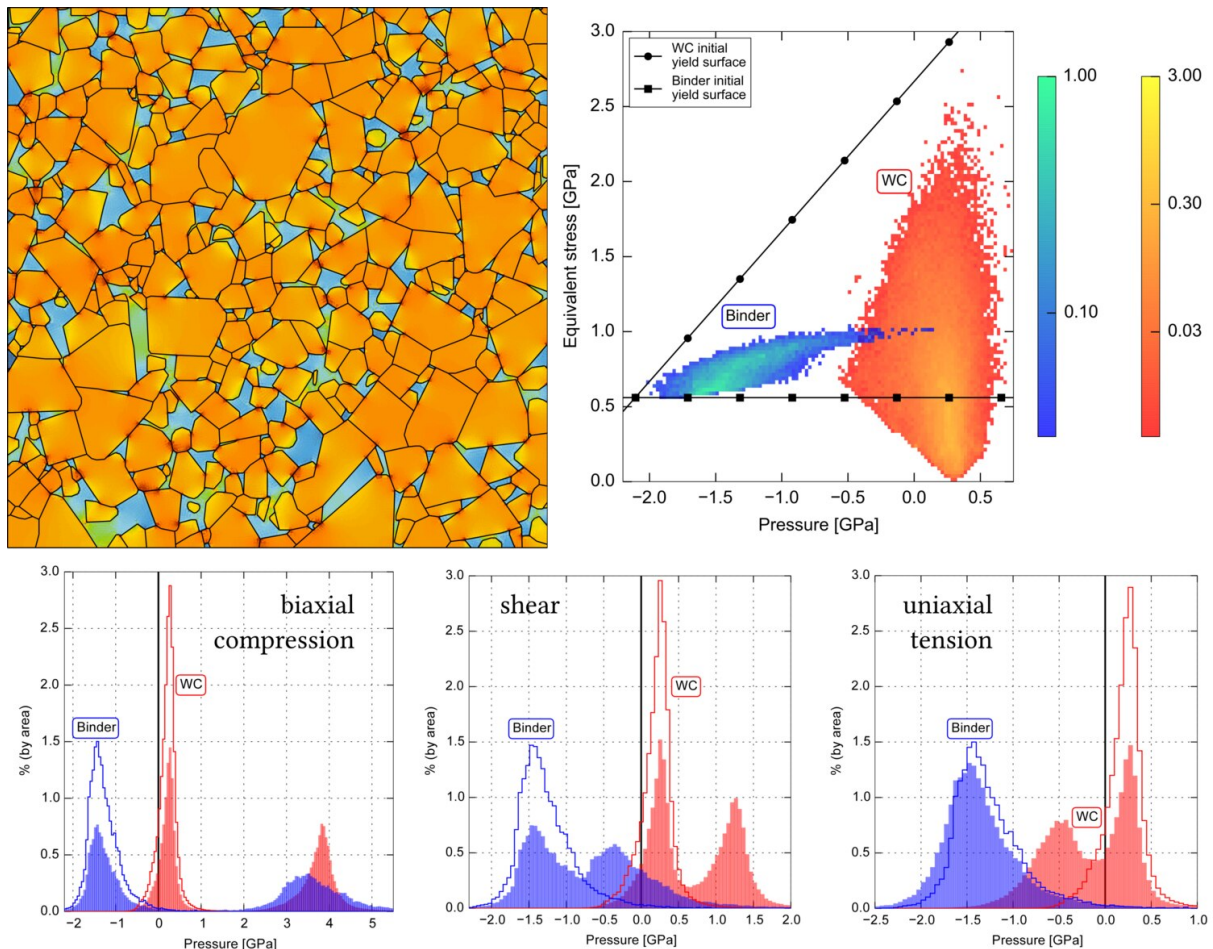 3.0
2.5
2.0
1.5
1.0
0.5
0.0
Equivalent stress [GPa]
WC initial
yield surface
Binder initial
yield surface
WC
Binder
-2.0 -1.5 -1.0 -0.5 0.0 0.5
Pressure [GPa]
1.00
0.10
3.00
0.30
0.03
3.0
2.5
2.0
1.5
1.0
0.5
0.0
% (by area)
biaxial
compression
WC
Binder
−2 −1 0 1 2 3 4 5
Pressure [GPa]
3.0
2.5
2.0
1.5
1.0
0.5
0.0
% (by area)
shear
WC
Binder
−2.0 −1.5 −1.0 −0.5 0.0 0.5 1.0 1.5 2.0
Pressure [GPa]
3.0
2.5
2.0
1.5
1.0
0.5
0.0
% (by area)
uniaxial
tension
Binder
WC
−2.5 −2.0 −1.5 −1.0 −0.5 0.0 0.5 1.0
Pressure [GPa]